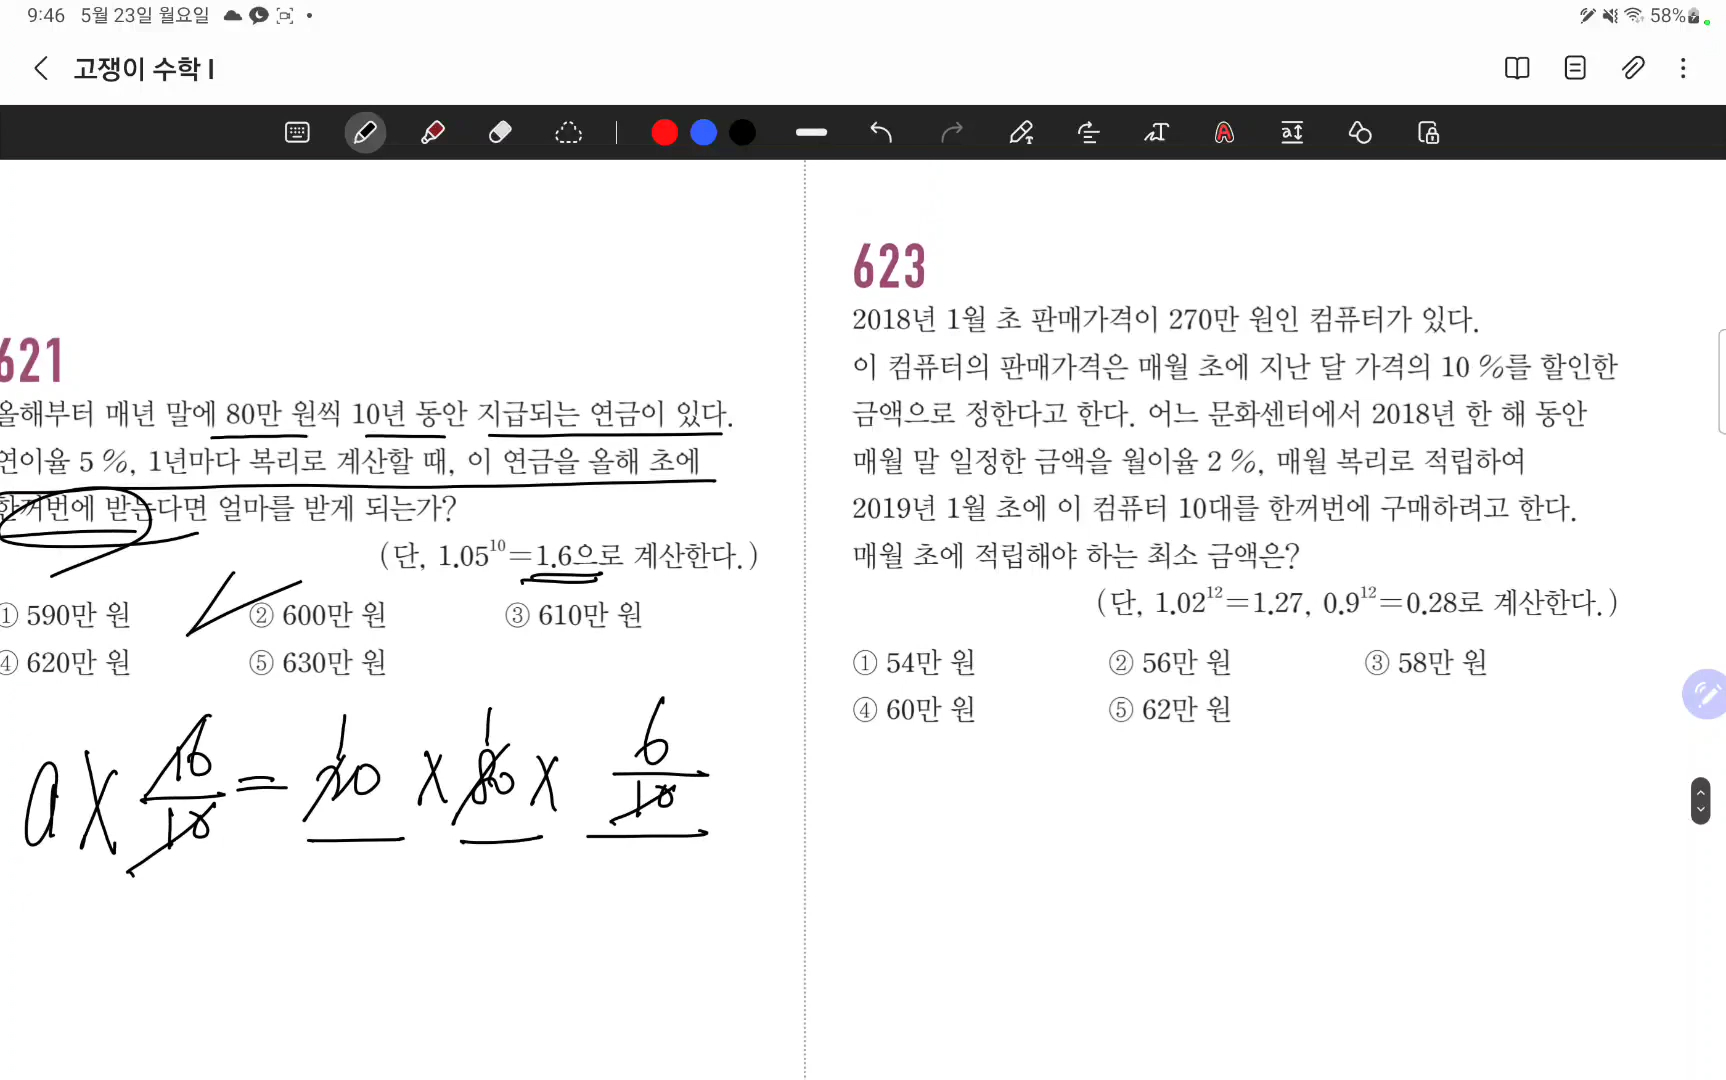 9:46 5월 23일 월요일
58%
고쟁이 수학 I
621
올해부터 매년 말에 80만 원씩 10년 동안 지급되는 연금이 있다.
연이율 5 %, 1년마다 복리로 계산할 때, 이 연금을 올해 초에
한꺼번에 받는다면 얼마를 받게 되는가?
(단, 1.05¹⁰=1.6으로 계산한다.)
① 590만 원 ② 600만 원 ③ 610만 원
④ 620만 원 ⑤ 630만 원
a × 16/10 = 20 × 80 × 6/10
1 1
623
2018년 1월 초 판매가격이 270만 원인 컴퓨터가 있다.
이 컴퓨터의 판매가격은 매월 초에 지난 달 가격의 10 %를 할인한
금액으로 정한다고 한다. 어느 문화센터에서 2018년 한 해 동안
매월 말 일정한 금액을 월이율 2 %, 매월 복리로 적립하여
2019년 1월 초에 이 컴퓨터 10대를 한꺼번에 구매하려고 한다.
매월 초에 적립해야 하는 최소 금액은?
(단, 1.02¹²=1.27, 0.9¹²=0.28로 계산한다.)
① 54만 원 ② 56만 원 ③ 58만 원
④ 60만 원 ⑤ 62만 원